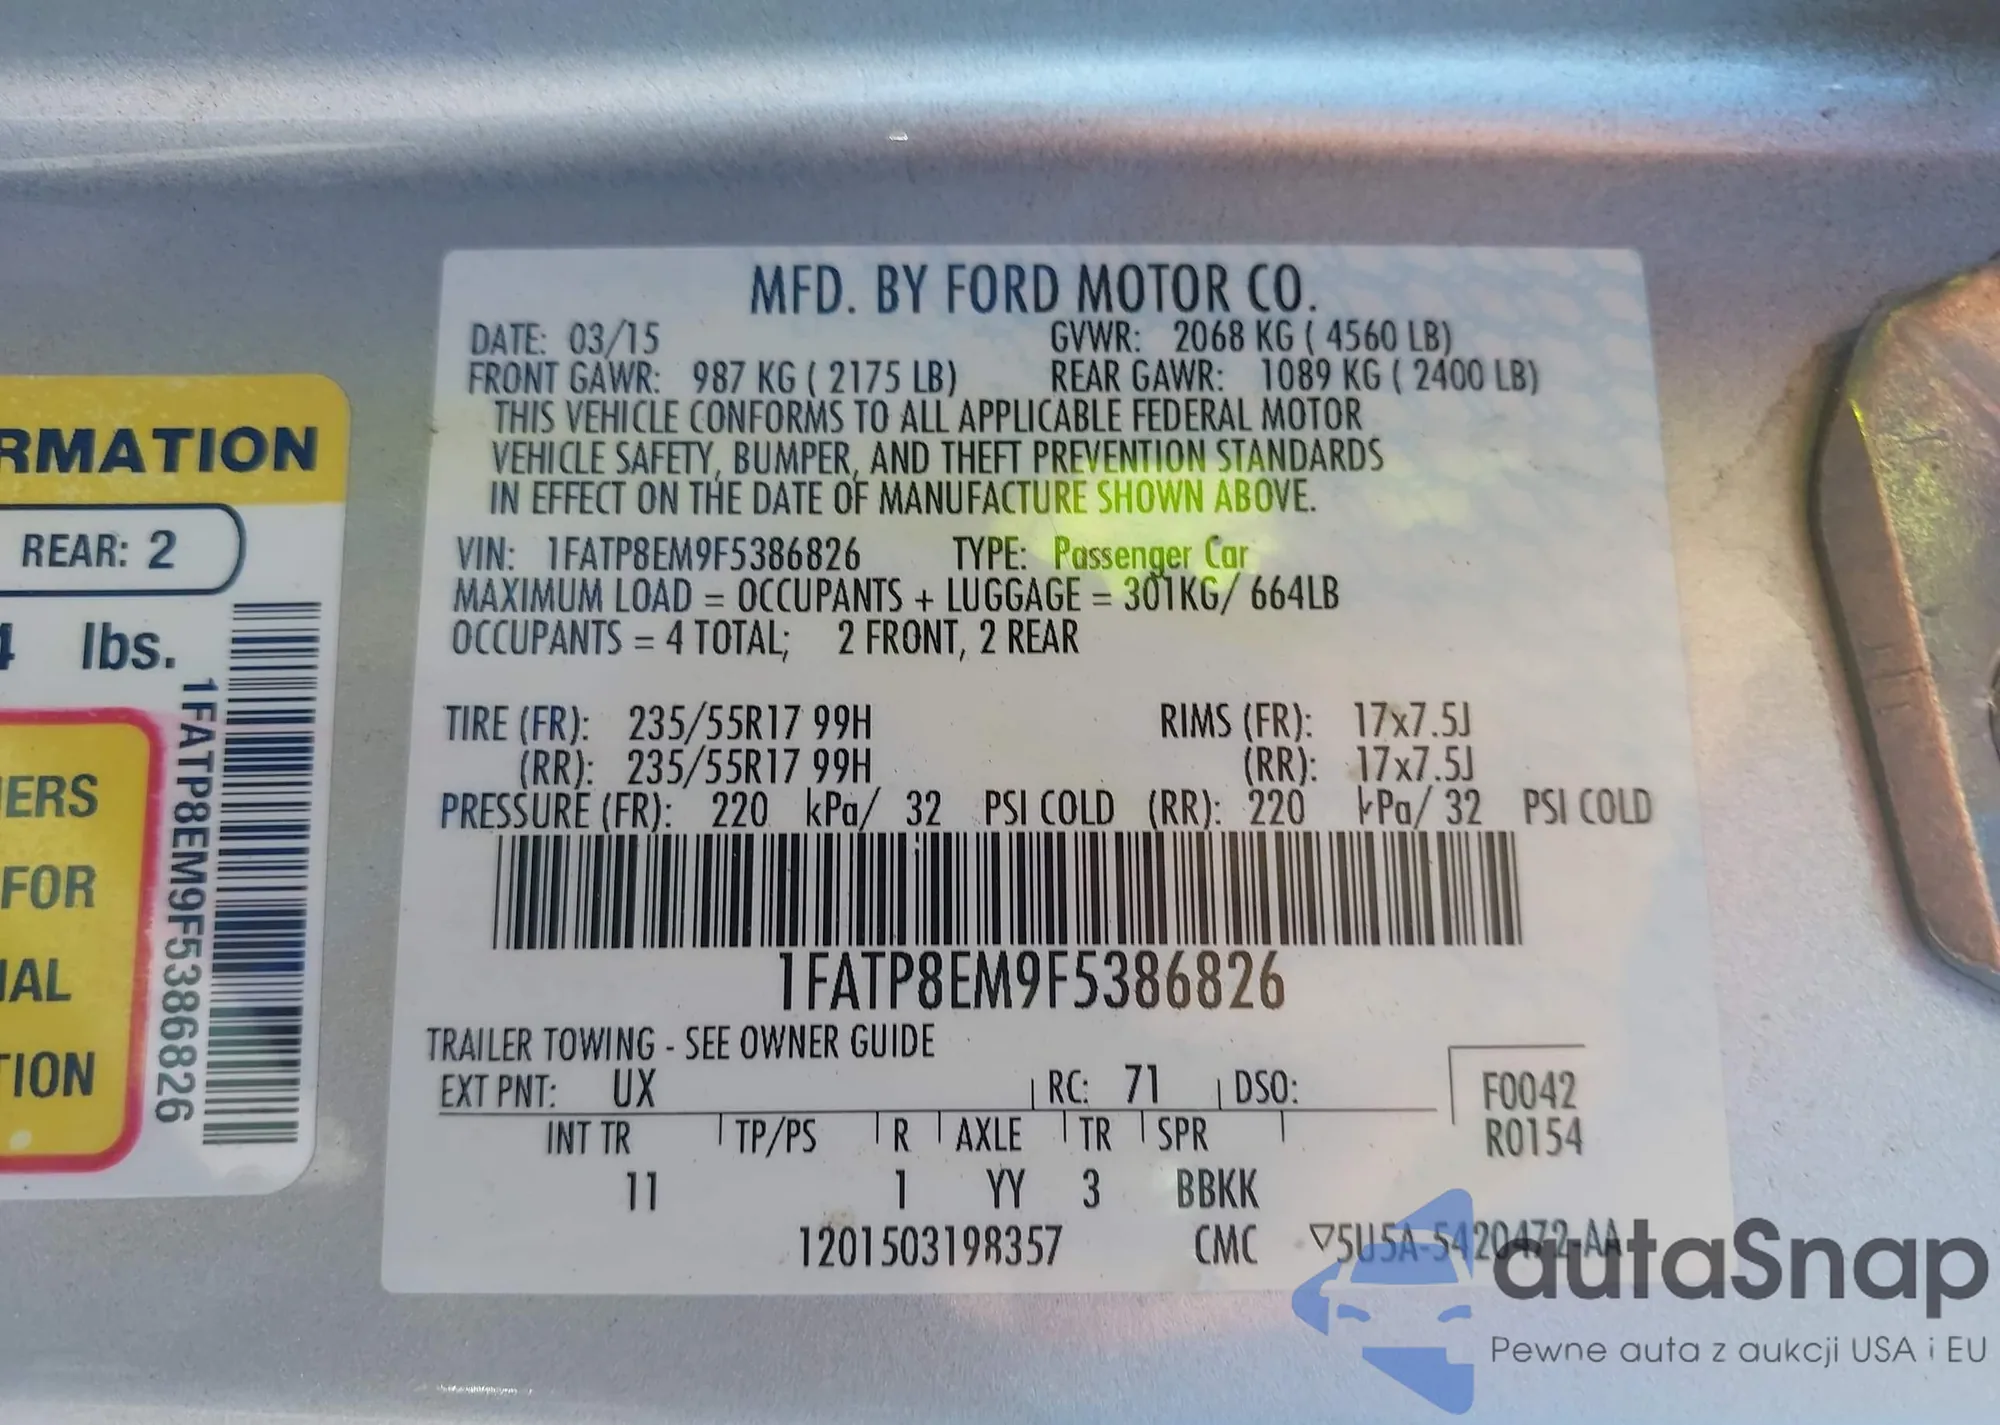 RMATION
REAR: 2
4 lbs.
1FATP8EM9F5386826
ERS
FOR
IAL
TION
MFD. BY FORD MOTOR CO.
DATE: 03/15 GVWR: 2068 KG ( 4560 LB)
FRONT GAWR: 987 KG ( 2175 LB) REAR GAWR: 1089 KG ( 2400 LB)
THIS VEHICLE CONFORMS TO ALL APPLICABLE FEDERAL MOTOR
VEHICLE SAFETY, BUMPER, AND THEFT PREVENTION STANDARDS
IN EFFECT ON THE DATE OF MANUFACTURE SHOWN ABOVE.
VIN: 1FATP8EM9F5386826 TYPE: Passenger Car
MAXIMUM LOAD = OCCUPANTS + LUGGAGE = 301KG/ 664LB
OCCUPANTS = 4 TOTAL; 2 FRONT, 2 REAR
TIRE (FR): 235/55R17 99H RIMS (FR): 17x7.5J
(RR): 235/55R17 99H (RR): 17x7.5J
PRESSURE (FR): 220 kPa/ 32 PSI COLD (RR): 220 kPa/ 32 PSI COLD
1FATP8EM9F5386826
TRAILER TOWING - SEE OWNER GUIDE
EXT PNT: UX RC: 71 DSO: F0042
R0154
INT TR TP/PS R AXLE TR SPR
11 1 YY 3 BBKK
1201503198357 CMC ▽5U5A-5420472-AA
autaSnap
Pewne auta z aukcji USA i EU